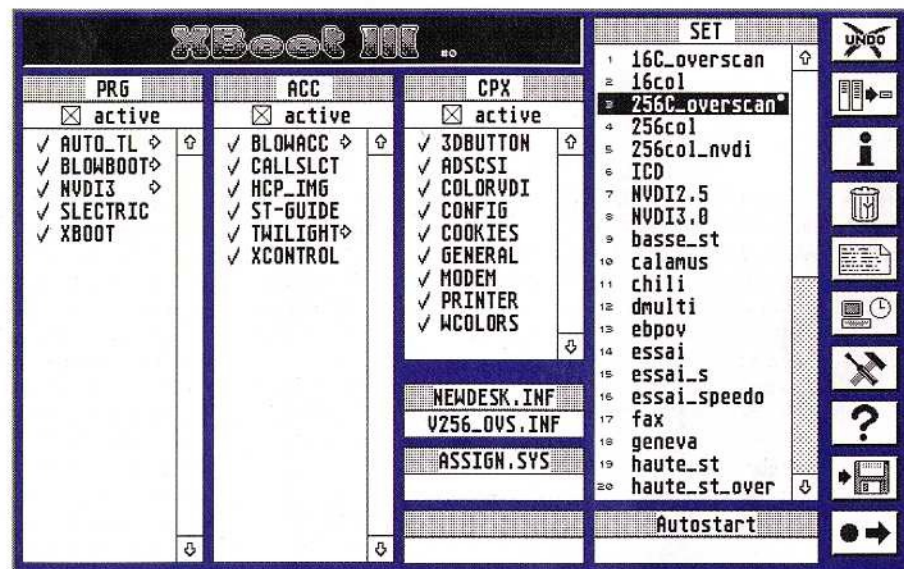 XBoot III
PRG
active
AUTO_TL
BLOWBOOT
NVDI3
SLECTRIC
XBOOT
ACC
active
BLOWACC
CALLSLCT
HCP_IMG
ST-GUIDE
TWILIGHT
XCONTROL
CPX
active
3DBUTTON
ADSCSI
COLORVDI
CONFIG
COOKIES
GENERAL
MODEM
PRINTER
WCOLORS
NEWDESK.INF
V256_OVS.INF
ASSIGN.SYS
SET
1 16C_overscan
2 16col
3 256C_overscan
4 256col
5 256col_nvdi
6 ICD
7 NVDI2.5
8 NVDI3.0
9 basse_st
10 calamus
11 chili
12 dmulti
13 ebpov
14 essai
15 essai_s
16 essai_speedo
17 fax
18 geneva
19 haute_st
20 haute_st_over
Autostart
UNDO
?